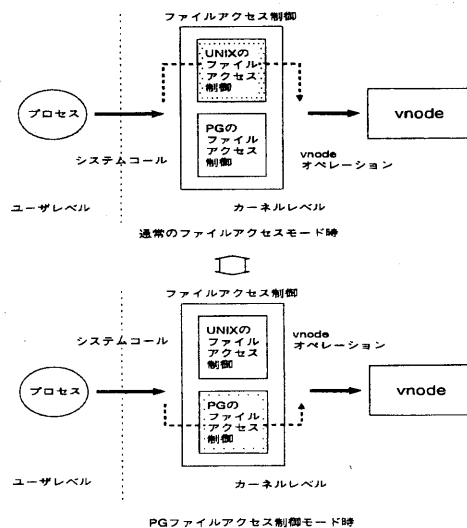 ファイルアクセス制御
UNIXの
ファイル
アクセス
制御
プロセス
vnode
PGの
ファイル
アクセス
制御
システムコール
vnode
オペレーション
ユーザレベル
カーネルレベル
通常のファイルアクセスモード時
ファイルアクセス制御
システムコール
UNIXの
ファイル
アクセス
制御
vnode
オペレーション
プロセス
vnode
PGの
ファイル
アクセス
制御
ユーザレベル
カーネルレベル
PGファイルアクセス制御モード時